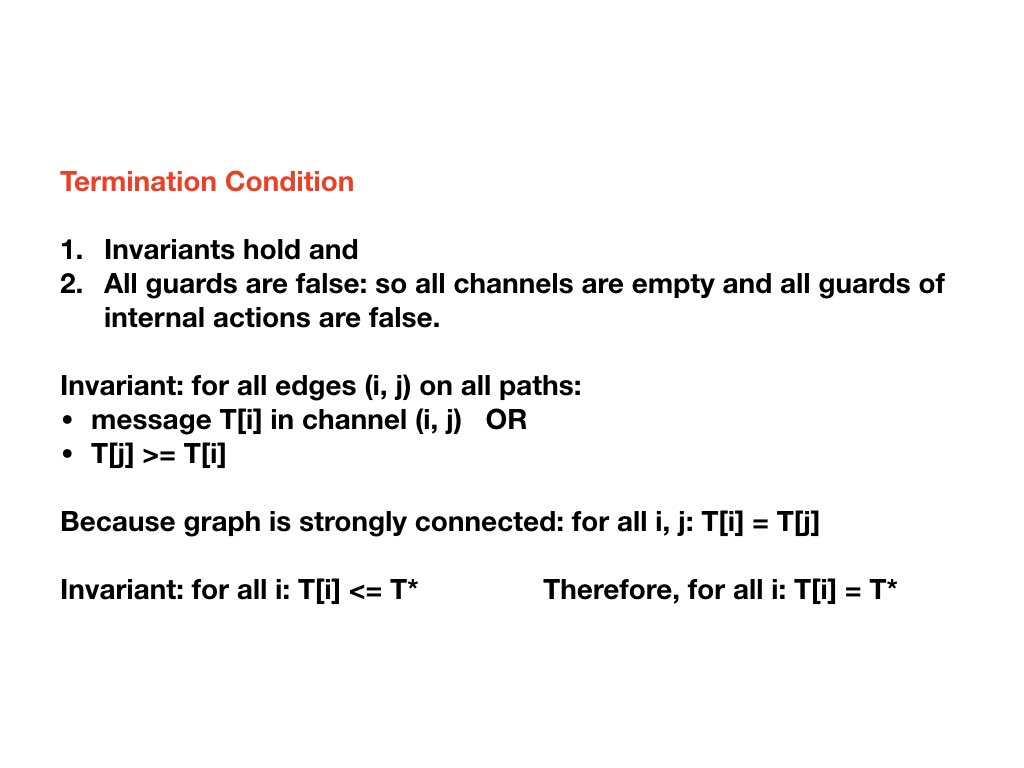 Termination Condition
1. Invariants hold and
2. All guards are false: so all channels are empty and all guards of
internal actions are false.
Invariant: for all edges (i, j) on all paths:
• message T[i] in channel (i, j) OR
• T[j] >= T[i]
Because graph is strongly connected: for all i, j: T[i] = T[j]
Invariant: for all i: T[i] <= T* Therefore, for all i: T[i] = T*